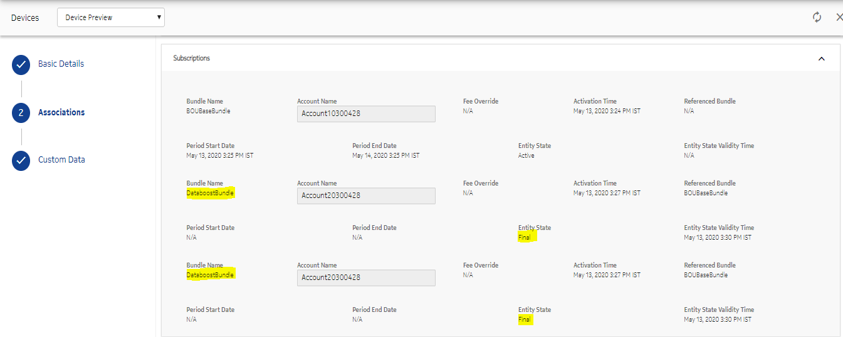 Devices Device Preview
Basic Details
2 Associations
Custom Data
Subscriptions
Bundle Name Account Name Fee Override Activation Time Referenced Bundle
BOUBaseBundle Account10300428 N/A May 13, 2020 3:24 PM IST N/A
Period Start Date Period End Date Entity State Entity State Validity Time
May 13, 2020 3:25 PM IST May 14, 2020 3:25 PM IST Active N/A
Bundle Name Account Name Fee Override Activation Time Referenced Bundle
DataboostBundle Account20300428 N/A May 13, 2020 3:27 PM IST BOUBaseBundle
Period Start Date Period End Date Entity State Entity State Validity Time
N/A N/A Final May 13, 2020 3:30 PM IST
Bundle Name Account Name Fee Override Activation Time Referenced Bundle
DataboostBundle Account20300428 N/A May 13, 2020 3:27 PM IST BOUBaseBundle
Period Start Date Period End Date Entity State Entity State Validity Time
N/A N/A Final May 13, 2020 3:30 PM IST